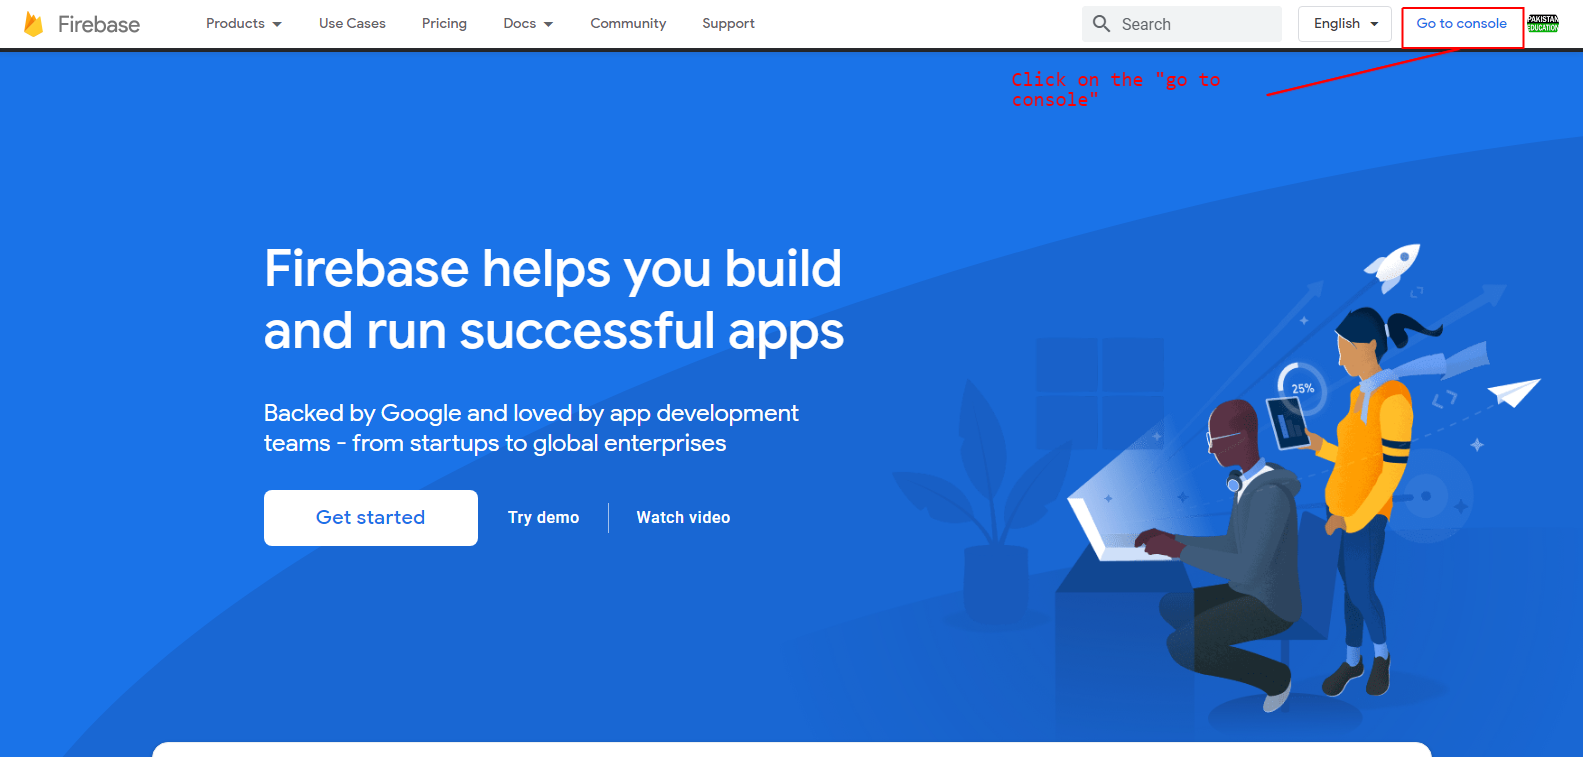 Firebase
Products
Use Cases
Pricing
Docs
Community
Support
Search
English
Go to console
PAKISTAN
EDUCATION
Click on the "go to
console"
Firebase helps you build
and run successful apps
25%
Backed by Google and loved by app development
teams - from startups to global enterprises
Get started
Try demo
Watch video